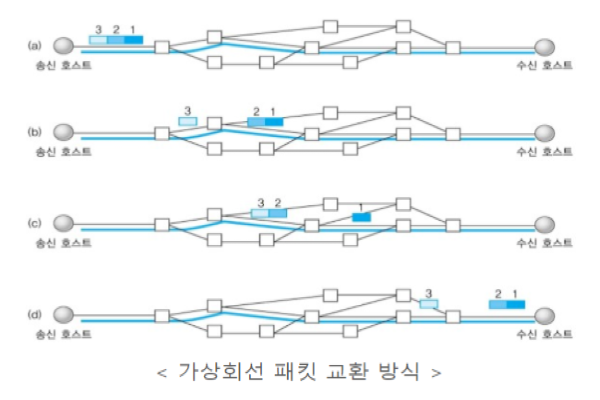 3 2 1
(a)
송신 호스트 수신 호스트
3 2 1
(b)
송신 호스트 수신 호스트
3 2 1
(c)
송신 호스트 수신 호스트
3 2 1
(d)
송신 호스트 수신 호스트
< 가상회선 패킷 교환 방식 >